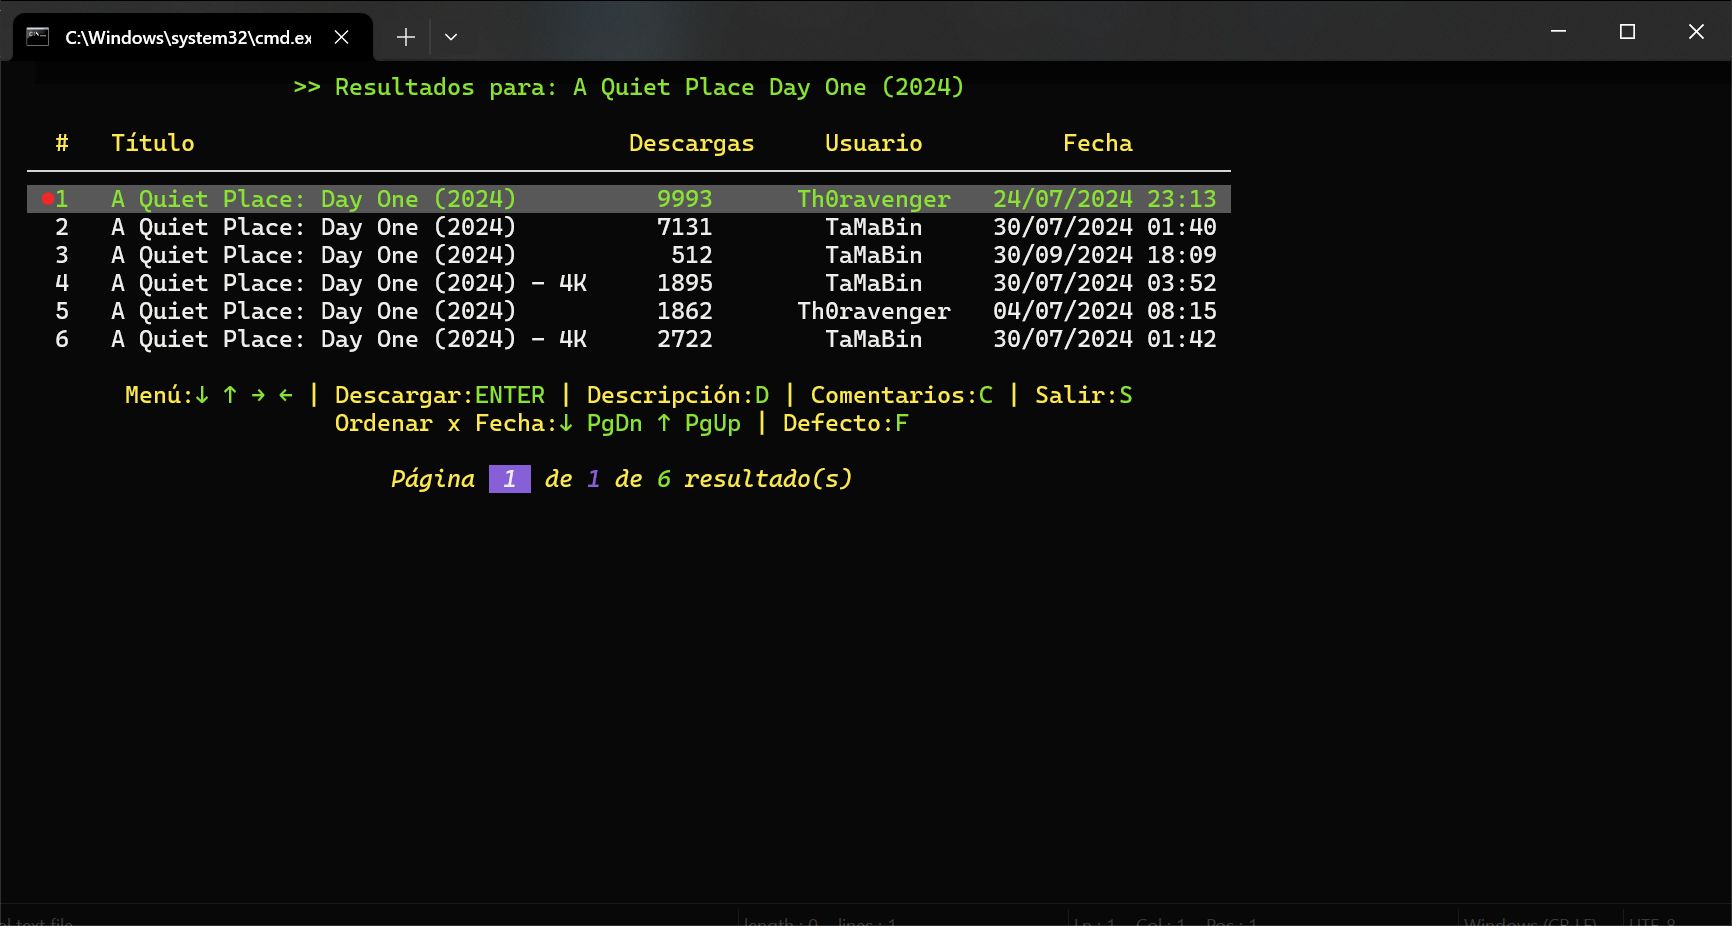 C:\Windows\system32\cmd.ex
>> Resultados para: A Quiet Place Day One (2024)
# Título Descargas Usuario Fecha
1 A Quiet Place: Day One (2024) 9993 Th0ravenger 24/07/2024 23:13
2 A Quiet Place: Day One (2024) 7131 TaMaBin 30/07/2024 01:40
3 A Quiet Place: Day One (2024) 512 TaMaBin 30/09/2024 18:09
4 A Quiet Place: Day One (2024) - 4K 1895 TaMaBin 30/07/2024 03:52
5 A Quiet Place: Day One (2024) 1862 Th0ravenger 04/07/2024 08:15
6 A Quiet Place: Day One (2024) - 4K 2722 TaMaBin 30/07/2024 01:42
Menú:↓ ↑ → ← | Descargar:ENTER | Descripción:D | Comentarios:C | Salir:S
Ordenar x Fecha:↓ PgDn ↑ PgUp | Defecto:F
Página 1 de 1 de 6 resultado(s)
text file length : 0 lines : 1 Ln : 1 Col : 1 Pos : 1 Windows (CR LF) UTF-8